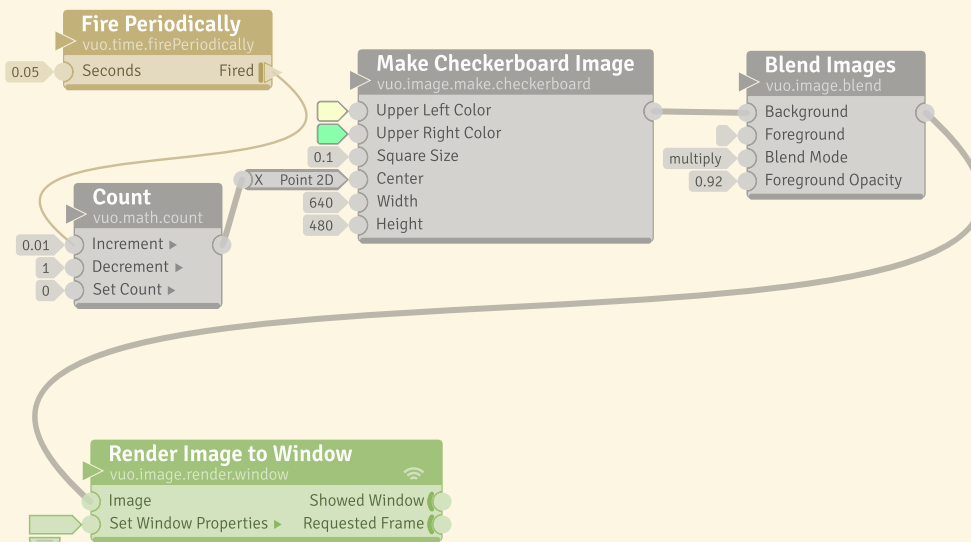 Fire Periodically
vuo.time.firePeriodically
0.05 Seconds Fired
Make Checkerboard Image
vuo.image.make.checkerboard
Upper Left Color
Upper Right Color
0.1 Square Size
X Point 2D Center
640 Width
480 Height
Blend Images
vuo.image.blend
Background
Foreground
multiply Blend Mode
0.92 Foreground Opacity
Count
vuo.math.count
0.01 Increment
1 Decrement
0 Set Count
Render Image to Window
vuo.image.render.window
Image Showed Window
Set Window Properties Requested Frame